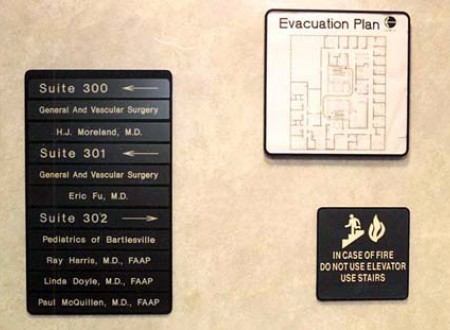 Suite 300 ←
General And Vascular Surgery
H.J. Moreland, M.D.
Suite 301 ←
General And Vascular Surgery
Eric Fu, M.D.
Suite 302 →
Pediatrics of Bartlesville
Ray Harris, M.D., FAAP
Linda Doyle, M.D., FAAP
Paul McQuillen, M.D., FAAP
Evacuation Plan
IN CASE OF FIRE
DO NOT USE ELEVATOR
USE STAIRS